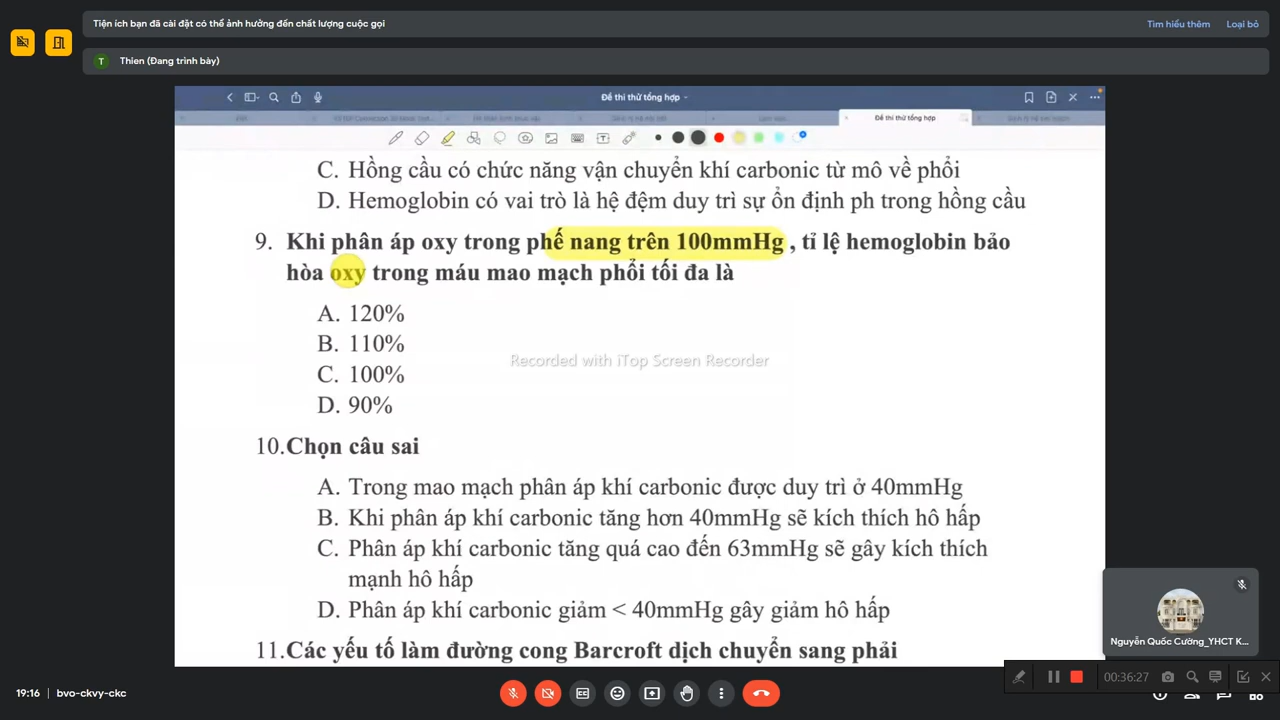 Tiện ích bạn đã cài đặt có thể ảnh hưởng đến chất lượng cuộc gọi
Tìm hiểu thêm
Loại bỏ
T
Thien (Đang trình bày)
Đề thi thử tổng hợp
Đề thi thử tổng hợp
C. Hồng cầu có chức năng vận chuyển khí carbonic từ mô về phổi
D. Hemoglobin có vai trò là hệ đệm duy trì sự ổn định ph trong hồng cầu
9. Khi phân áp oxy trong phế nang trên 100mmHg , tỉ lệ hemoglobin bảo
hòa oxy trong máu mao mạch phổi tối đa là
A. 120%
B. 110%
Recorded with iTop Screen Recorder
C. 100%
D. 90%
10.Chọn câu sai
A. Trong mao mạch phân áp khí carbonic được duy trì ở 40mmHg
B. Khi phân áp khí carbonic tăng hơn 40mmHg sẽ kích thích hô hấp
C. Phân áp khí carbonic tăng quá cao đến 63mmHg sẽ gây kích thích
mạnh hô hấp
D. Phân áp khí carbonic giảm < 40mmHg gây giảm hô hấp
11.Các yếu tố làm đường cong Barcroft dịch chuyển sang phải
Nguyễn Quốc Cường_YHCT K...
00:36:27
19:16
bvo-ckvy-ckc